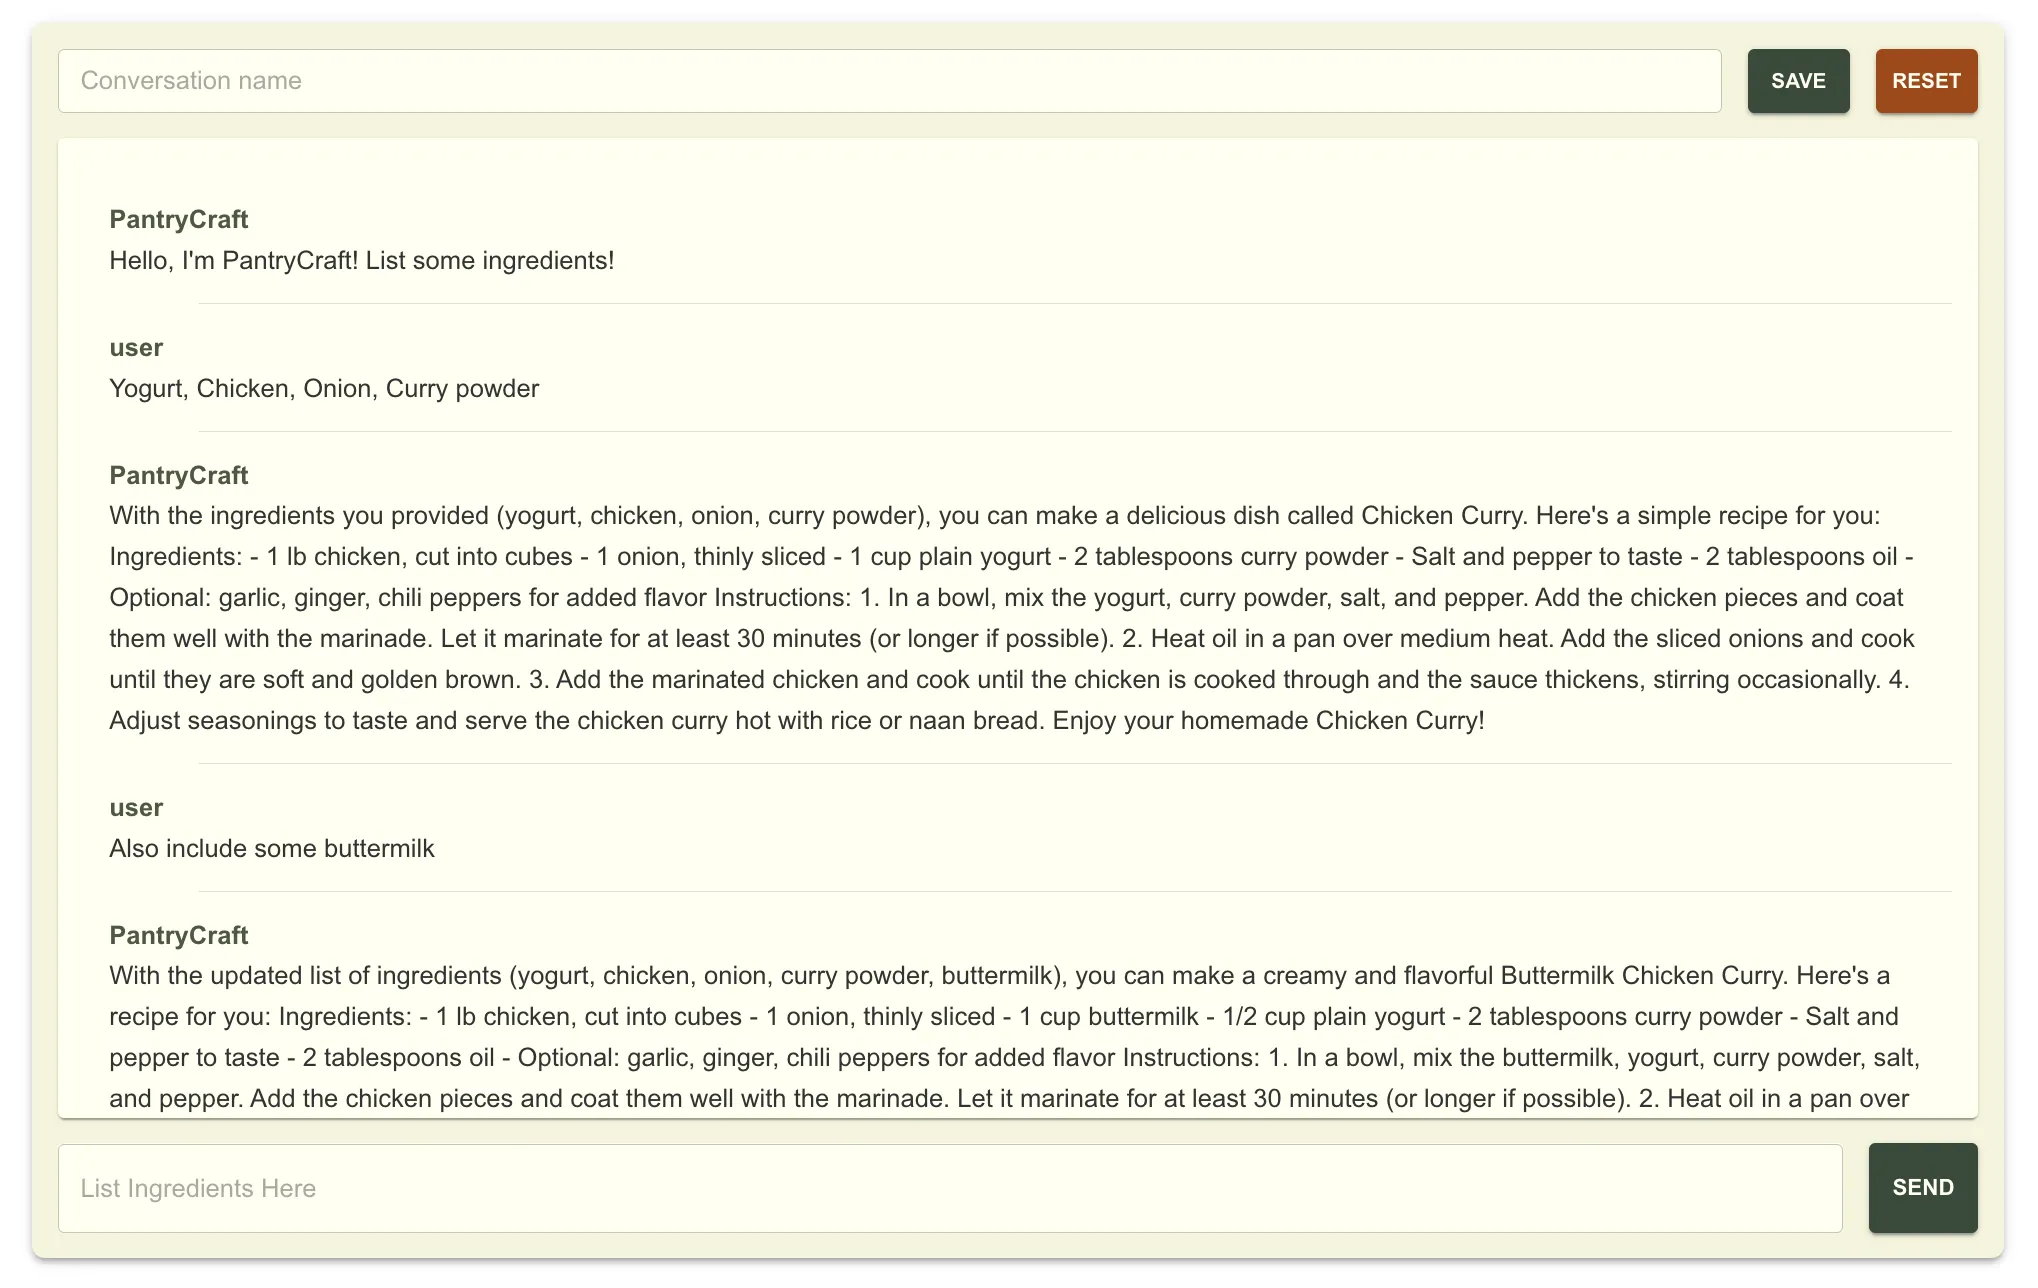 Conversation name
SAVE
RESET
PantryCraft
Hello, I'm PantryCraft! List some ingredients!
user
Yogurt, Chicken, Onion, Curry powder
PantryCraft
With the ingredients you provided (yogurt, chicken, onion, curry powder), you can make a delicious dish called Chicken Curry. Here's a simple recipe for you:
Ingredients: - 1 lb chicken, cut into cubes - 1 onion, thinly sliced - 1 cup plain yogurt - 2 tablespoons curry powder - Salt and pepper to taste - 2 tablespoons oil -
Optional: garlic, ginger, chili peppers for added flavor Instructions: 1. In a bowl, mix the yogurt, curry powder, salt, and pepper. Add the chicken pieces and coat
them well with the marinade. Let it marinate for at least 30 minutes (or longer if possible). 2. Heat oil in a pan over medium heat. Add the sliced onions and cook
until they are soft and golden brown. 3. Add the marinated chicken and cook until the chicken is cooked through and the sauce thickens, stirring occasionally. 4.
Adjust seasonings to taste and serve the chicken curry hot with rice or naan bread. Enjoy your homemade Chicken Curry!
user
Also include some buttermilk
PantryCraft
With the updated list of ingredients (yogurt, chicken, onion, curry powder, buttermilk), you can make a creamy and flavorful Buttermilk Chicken Curry. Here's a
recipe for you: Ingredients: - 1 lb chicken, cut into cubes - 1 onion, thinly sliced - 1 cup buttermilk - 1/2 cup plain yogurt - 2 tablespoons curry powder - Salt and
pepper to taste - 2 tablespoons oil - Optional: garlic, ginger, chili peppers for added flavor Instructions: 1. In a bowl, mix the buttermilk, yogurt, curry powder, salt,
and pepper. Add the chicken pieces and coat them well with the marinade. Let it marinate for at least 30 minutes (or longer if possible). 2. Heat oil in a pan over
List Ingredients Here
SEND